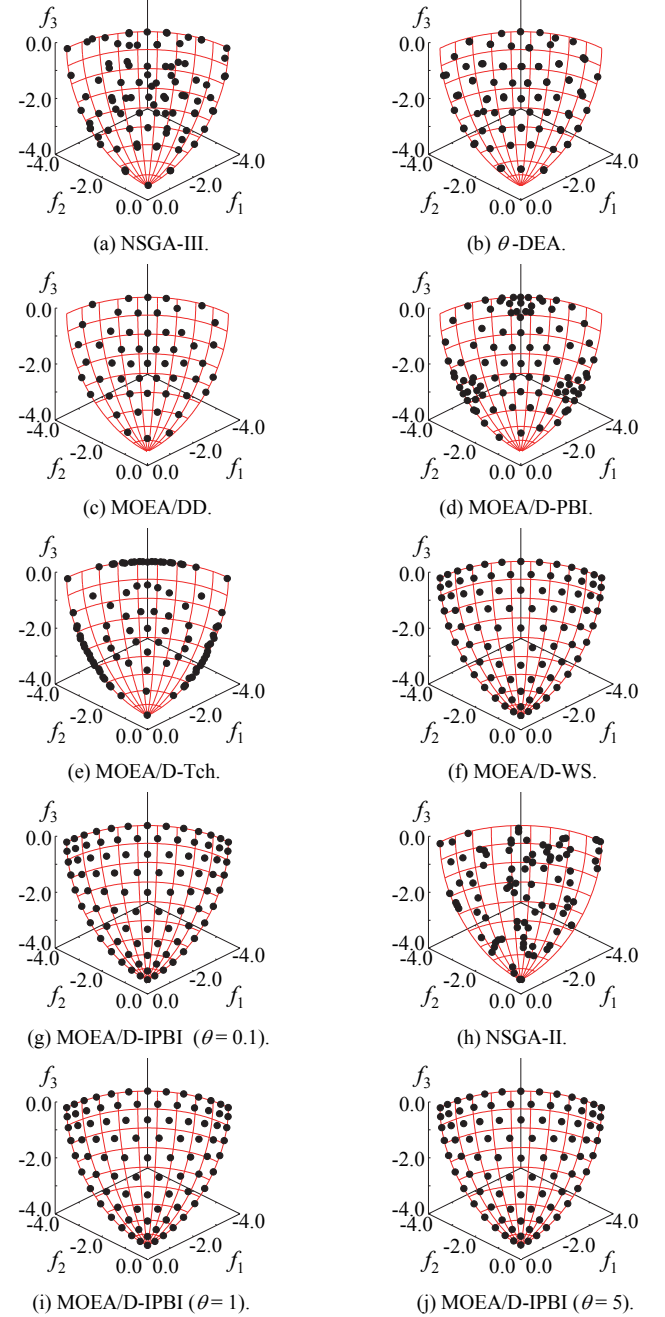 f3
0.0
-2.0
-4.0
-4.0
-4.0
-2.0
-2.0
f2
0.0 0.0
f1
(a) NSGA-III.
f3
0.0
-2.0
-4.0
-4.0
-4.0
-2.0
-2.0
f2
0.0 0.0
f1
(b) θ-DEA.
f3
0.0
-2.0
-4.0
-4.0
-4.0
-2.0
-2.0
f2
0.0 0.0
f1
(c) MOEA/DD.
f3
0.0
-2.0
-4.0
-4.0
-4.0
-2.0
-2.0
f2
0.0 0.0
f1
(d) MOEA/D-PBI.
f3
0.0
-2.0
-4.0
-4.0
-4.0
-2.0
-2.0
f2
0.0 0.0
f1
(e) MOEA/D-Tch.
f3
0.0
-2.0
-4.0
-4.0
-4.0
-2.0
-2.0
f2
0.0 0.0
f1
(f) MOEA/D-WS.
f3
0.0
-2.0
-4.0
-4.0
-4.0
-2.0
-2.0
f2
0.0 0.0
f1
(g) MOEA/D-IPBI (θ= 0.1).
f3
0.0
-2.0
-4.0
-4.0
-4.0
-2.0
-2.0
f2
0.0 0.0
f1
(h) NSGA-II.
f3
0.0
-2.0
-4.0
-4.0
-4.0
-2.0
-2.0
f2
0.0 0.0
f1
(i) MOEA/D-IPBI (θ= 1).
f3
0.0
-2.0
-4.0
-4.0
-4.0
-2.0
-2.0
f2
0.0 0.0
f1
(j) MOEA/D-IPBI (θ= 5).